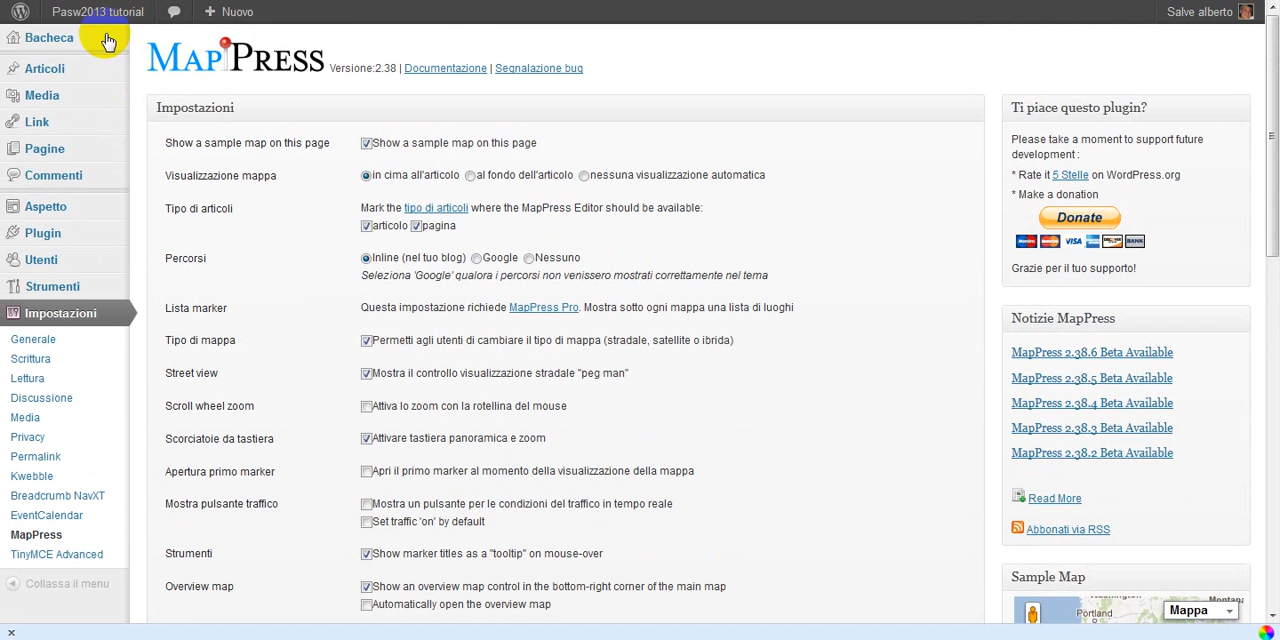 Pasw2013 tutorial
Nuovo
Salve alberto
Bacheca
Articoli
Media
Link
Pagine
Commenti
Aspetto
Plugin
Utenti
Strumenti
Impostazioni
Generale
Scrittura
Lettura
Discussione
Media
Privacy
Permalink
Kwebble
Breadcrumb NavXT
EventCalendar
MapPress
TinyMCE Advanced
Collassa il menu
MAPPRESS Versione:2.38 | Documentazione | Segnalazione bug
Impostazioni
Show a sample map on this page Show a sample map on this page
Visualizzazione mappa in cima all'articolo al fondo dell'articolo nessuna visualizzazione automatica
Tipo di articoli Mark the tipo di articoli where the MapPress Editor should be available:
articolo pagina
Percorsi Inline (nel tuo blog) Google Nessuno
Seleziona 'Google' qualora i percorsi non venissero mostrati correttamente nel tema
Lista marker Questa impostazione richiede MapPress Pro. Mostra sotto ogni mappa una lista di luoghi
Tipo di mappa Permetti agli utenti di cambiare il tipo di mappa (stradale, satellite o ibrida)
Street view Mostra il controllo visualizzazione stradale "peg man"
Scroll wheel zoom Attiva lo zoom con la rotellina del mouse
Scorciatoie da tastiera Attivare tastiera panoramica e zoom
Apertura primo marker Apri il primo marker al momento della visualizzazione della mappa
Mostra pulsante traffico Mostra un pulsante per le condizioni del traffico in tempo reale
Set traffic 'on' by default
Strumenti Show marker titles as a "tooltip" on mouse-over
Overview map Show an overview map control in the bottom-right corner of the main map
Automatically open the overview map
Ti piace questo plugin?
Please take a moment to support future
development :
* Rate it 5 Stelle on WordPress.org
* Make a donation
Donate
VISA
BANK
Grazie per il tuo supporto!
Notizie MapPress
MapPress 2.38.6 Beta Available
MapPress 2.38.5 Beta Available
MapPress 2.38.4 Beta Available
MapPress 2.38.3 Beta Available
MapPress 2.38.2 Beta Available
Read More
Abbonati via RSS
Sample Map
Portland
Mappa